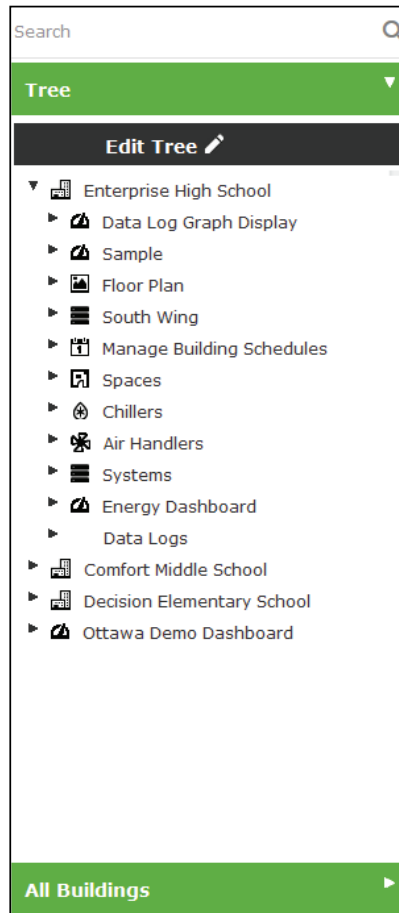 Search
Tree
Edit Tree
Enterprise High School
Data Log Graph Display
Sample
Floor Plan
South Wing
Manage Building Schedules
Spaces
Chillers
Air Handlers
Systems
Energy Dashboard
Data Logs
Comfort Middle School
Decision Elementary School
Ottawa Demo Dashboard
All Buildings